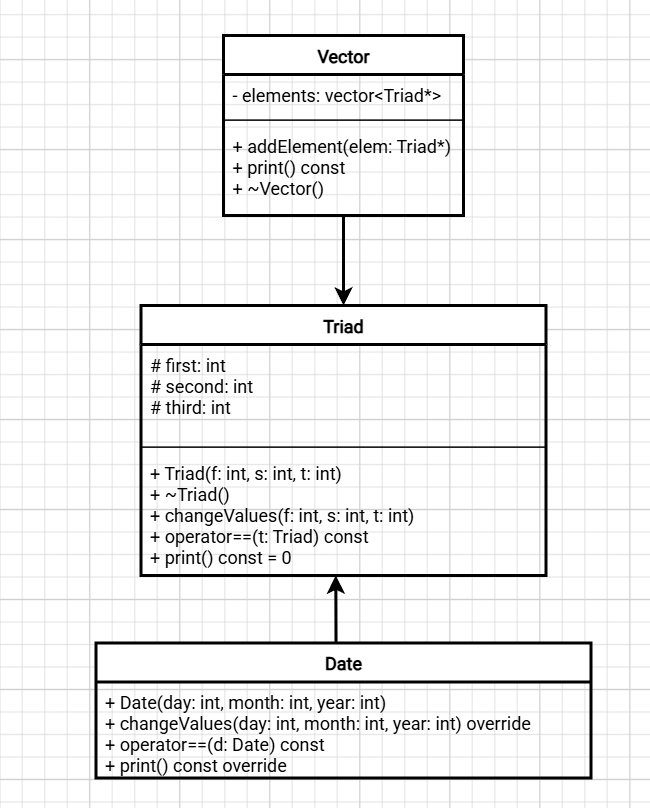 Vector
- elements: vector<Triad*>
+ addElement(elem: Triad*)
+ print() const
+ ~Vector()
Triad
# first: int
# second: int
# third: int
+ Triad(f: int, s: int, t: int)
+ ~Triad()
+ changeValues(f: int, s: int, t: int)
+ operator==(t: Triad) const
+ print() const = 0
Date
+ Date(day: int, month: int, year: int)
+ changeValues(day: int, month: int, year: int) override
+ operator==(d: Date) const
+ print() const override